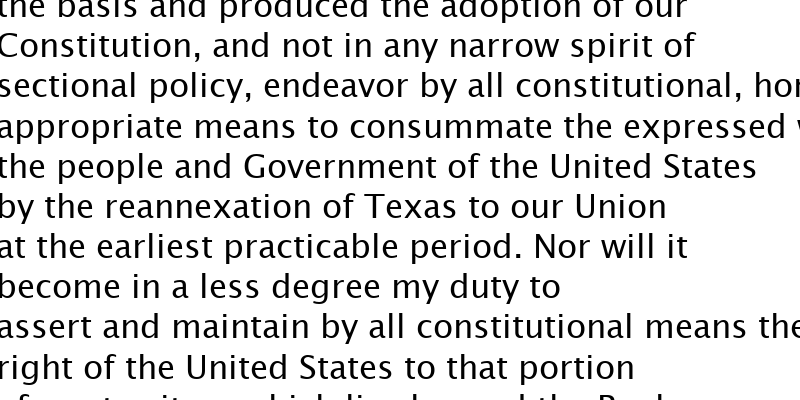 the basis and produced the adoption of our
Constitution, and not in any narrow spirit of
sectional policy, endeavor by all constitutional,
appropriate means to consummate the expressed
the people and Government of the United States
by the reannexation of Texas to our Union
at the earliest practicable period. Nor will it
become in a less degree my duty to
assert and maintain by all constitutional means the
right of the United States to that portion